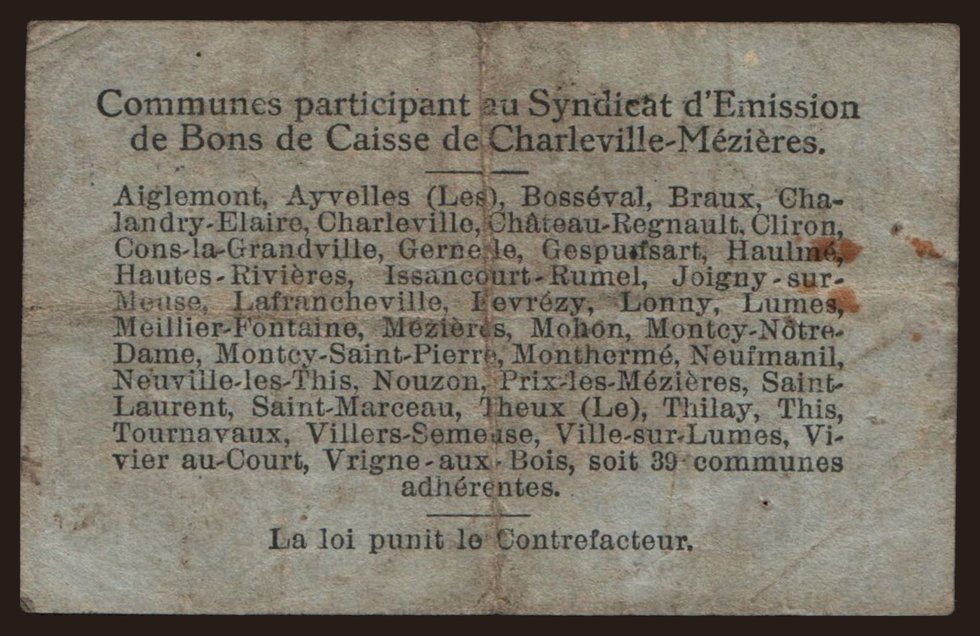 Communes participant au Syndicat d'Emission
de Bons de Caisse de Charleville-Mézières.
Aiglemont, Ayvelles (Les), Bosséval, Braux, Cha-
landry-Elaire, Charleville, Château-Regnault, Cliron,
Cons-la-Grandville, Gernelle, Gespunsart, Haulmé,
Hautes-Rivières, Issancourt-Rumel, Joigny-sur-
Meuse, Lafrancheville, Levrézy, Lonny, Lumes,
Meillier-Fontaine, Mézières, Mohon, Montcy-Nôtre-
Dame, Montcy-Saint-Pierre, Monthermé, Neufmanil,
Neuville-les-This, Nouzon, Prix-les-Mézières, Saint-
Laurent, Saint-Marceau, Theux (Le), Thilay, This,
Tournavaux, Villers-Semeuse, Ville-sur-Lumes, Vi-
vier au-Court, Vrigne-aux-Bois, soit 39 communes
adhérentes.
La loi punit le Contrefacteur.